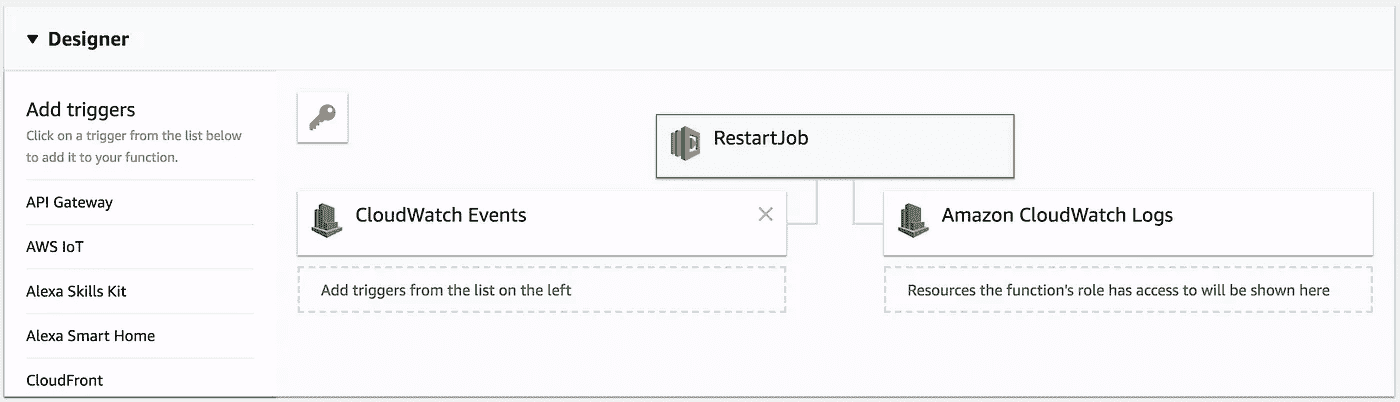 Designer
Add triggers
Click on a trigger from the list below
to add it to your function.
API Gateway
AWS IoT
Alexa Skills Kit
Alexa Smart Home
CloudFront
RestartJob
CloudWatch Events
Add triggers from the list on the left
Amazon CloudWatch Logs
Resources the function's role has access to will be shown here